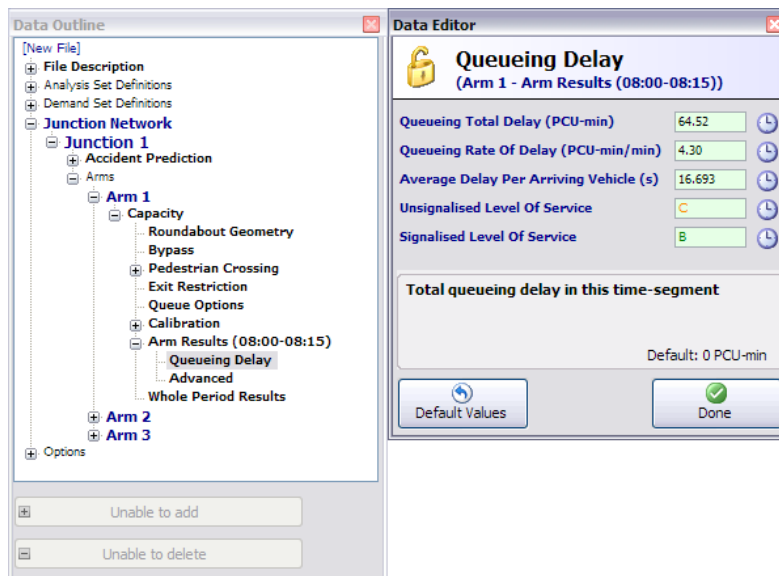 Data Outline
[New File]
File Description
Analysis Set Definitions
Demand Set Definitions
Junction Network
Junction 1
Accident Prediction
Arms
Arm 1
Capacity
Roundabout Geometry
Bypass
Pedestrian Crossing
Exit Restriction
Queue Options
Calibration
Arm Results (08:00-08:15)
Queueing Delay
Advanced
Whole Period Results
Arm 2
Arm 3
Options
Unable to add
Unable to delete
Data Editor
Queueing Delay
(Arm 1 - Arm Results (08:00-08:15))
Queueing Total Delay (PCU-min) 64.52
Queueing Rate Of Delay (PCU-min/min) 4.30
Average Delay Per Arriving Vehicle (s) 16.693
Unsignalised Level Of Service C
Signalised Level Of Service B
Total queueing delay in this time-segment
Default: 0 PCU-min
Default Values
Done